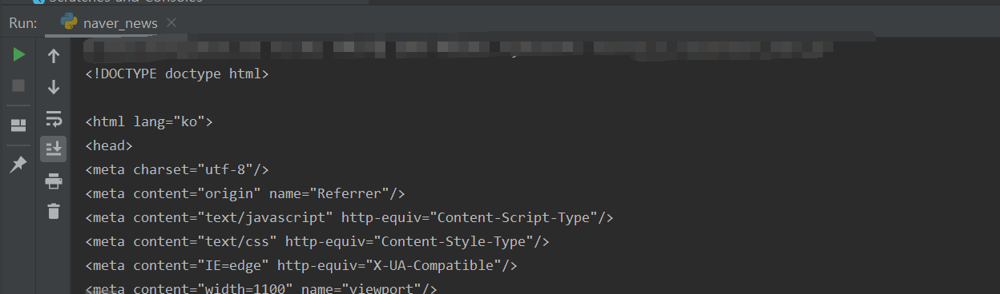 Scratches and Consoles
Run: naver_news
<!DOCTYPE doctype html>
<html lang="ko">
<head>
<meta charset="utf-8"/>
<meta content="origin" name="Referrer"/>
<meta content="text/javascript" http-equiv="Content-Script-Type"/>
<meta content="text/css" http-equiv="Content-Style-Type"/>
<meta content="IE=edge" http-equiv="X-UA-Compatible"/>
<meta content="width=1100" name="viewport"/>